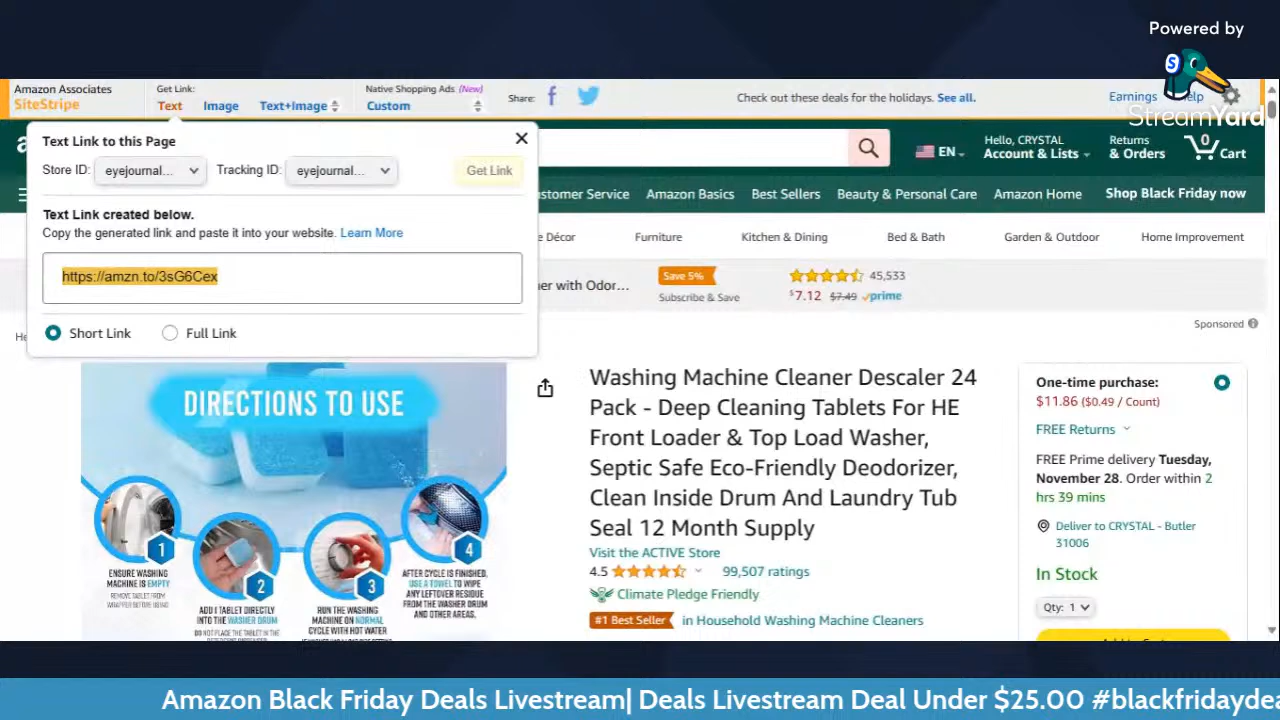 Powered by
StreamYard
Amazon Associates
SiteStripe
Get Link:
Text
Image
Text+Image
Native Shopping Ads (New)
Custom
Share:
Check out these deals for the holidays. See all.
Earnings
Text Link to this Page
Store ID: eyejournal...
Tracking ID: eyejournal...
Get Link
Text Link created below.
Copy the generated link and paste it into your website. Learn More
https://amzn.to/3sG6Cex
Short Link
Full Link
EN
Hello, CRYSTAL
Account & Lists
Returns
& Orders
0
Cart
Service
Amazon Basics
Best Sellers
Beauty & Personal Care
Amazon Home
Shop Black Friday now
Décor
Furniture
Kitchen & Dining
Bed & Bath
Garden & Outdoor
Home Improvement
with Odor...
Save 5%
Subscribe & Save
45,533
$7.12 $7.49 prime
Sponsored
DIRECTIONS TO USE
1
ENSURE WASHING
MACHINE IS EMPTY
REMOVE TABLET FROM
WRAPPER BEFORE USING
2
ADD 1 TABLET DIRECTLY
INTO THE WASHER DRUM
DO NOT PLACE THE TABLET IN THE
3
RUN THE WASHING
MACHINE ON NORMAL
CYCLE WITH HOT WATER
4
AFTER CYCLE IS FINISHED,
USE A TOWEL TO WIPE
ANY LEFTOVER RESIDUE
FROM THE WASHER DRUM
AND OTHER AREAS.
Washing Machine Cleaner Descaler 24
Pack - Deep Cleaning Tablets For HE
Front Loader & Top Load Washer,
Septic Safe Eco-Friendly Deodorizer,
Clean Inside Drum And Laundry Tub
Seal 12 Month Supply
Visit the ACTIVE Store
4.5
99,507 ratings
Climate Pledge Friendly
#1 Best Seller in Household Washing Machine Cleaners
One-time purchase:
$11.86 ($0.49 / Count)
FREE Returns
FREE Prime delivery Tuesday,
November 28. Order within 2
hrs 39 mins
Deliver to CRYSTAL - Butler
31006
In Stock
Qty: 1
Amazon Black Friday Deals Livestream| Deals Livestream Deal Under $25.00 #blackfridaydea